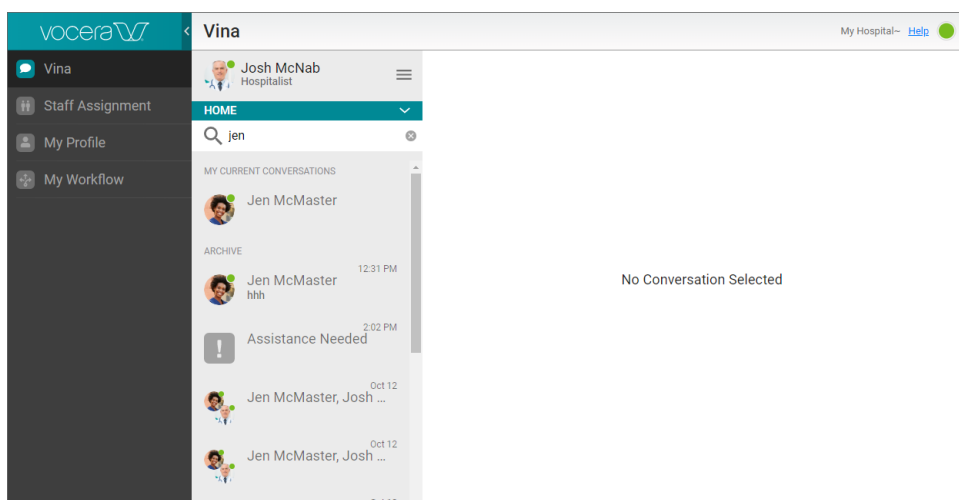 vocera
Vina
My Hospital~ Help
Vina
Staff Assignment
My Profile
My Workflow
Josh McNab
Hospitalist
HOME
jen
MY CURRENT CONVERSATIONS
Jen McMaster
ARCHIVE
12:31 PM
Jen McMaster
hhh
2:02 PM
Assistance Needed
Oct 12
Jen McMaster, Josh ...
Oct 12
Jen McMaster, Josh ...
No Conversation Selected